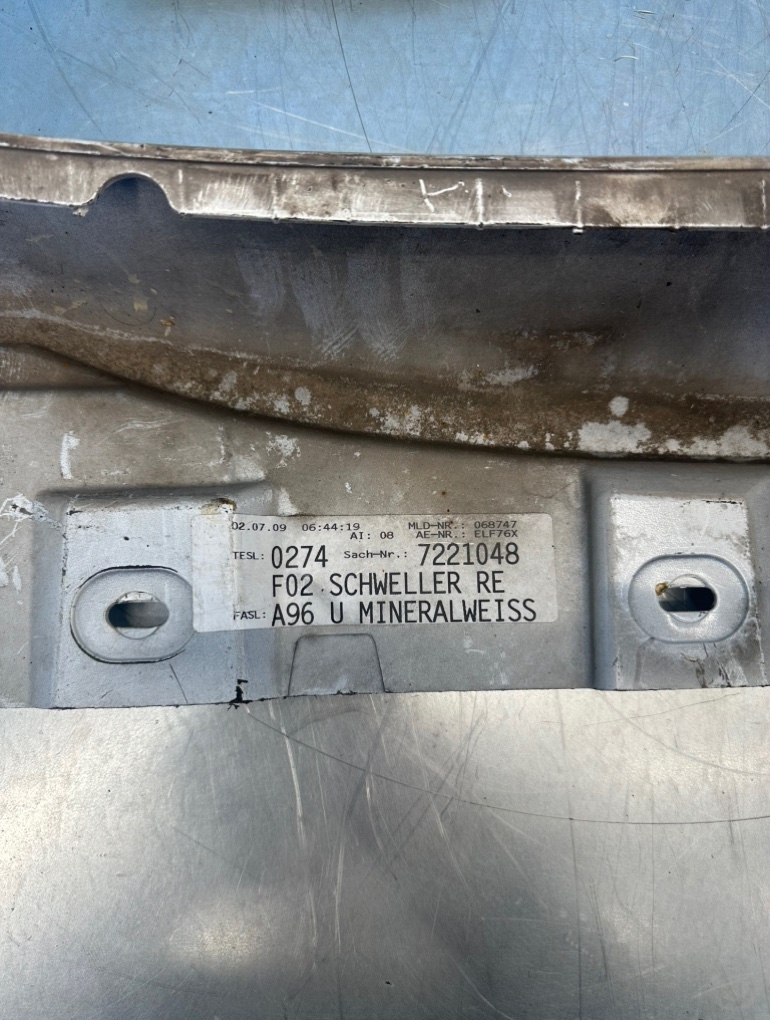 02.07.09 06:44:19 MLD-NR.: 068747
AI: 08 AE-NR.: ELF76X
TESL: 0274 Sach-Nr.: 7221048
F02 SCHWELLER RE
FASL: A96 U MINERALWEISS